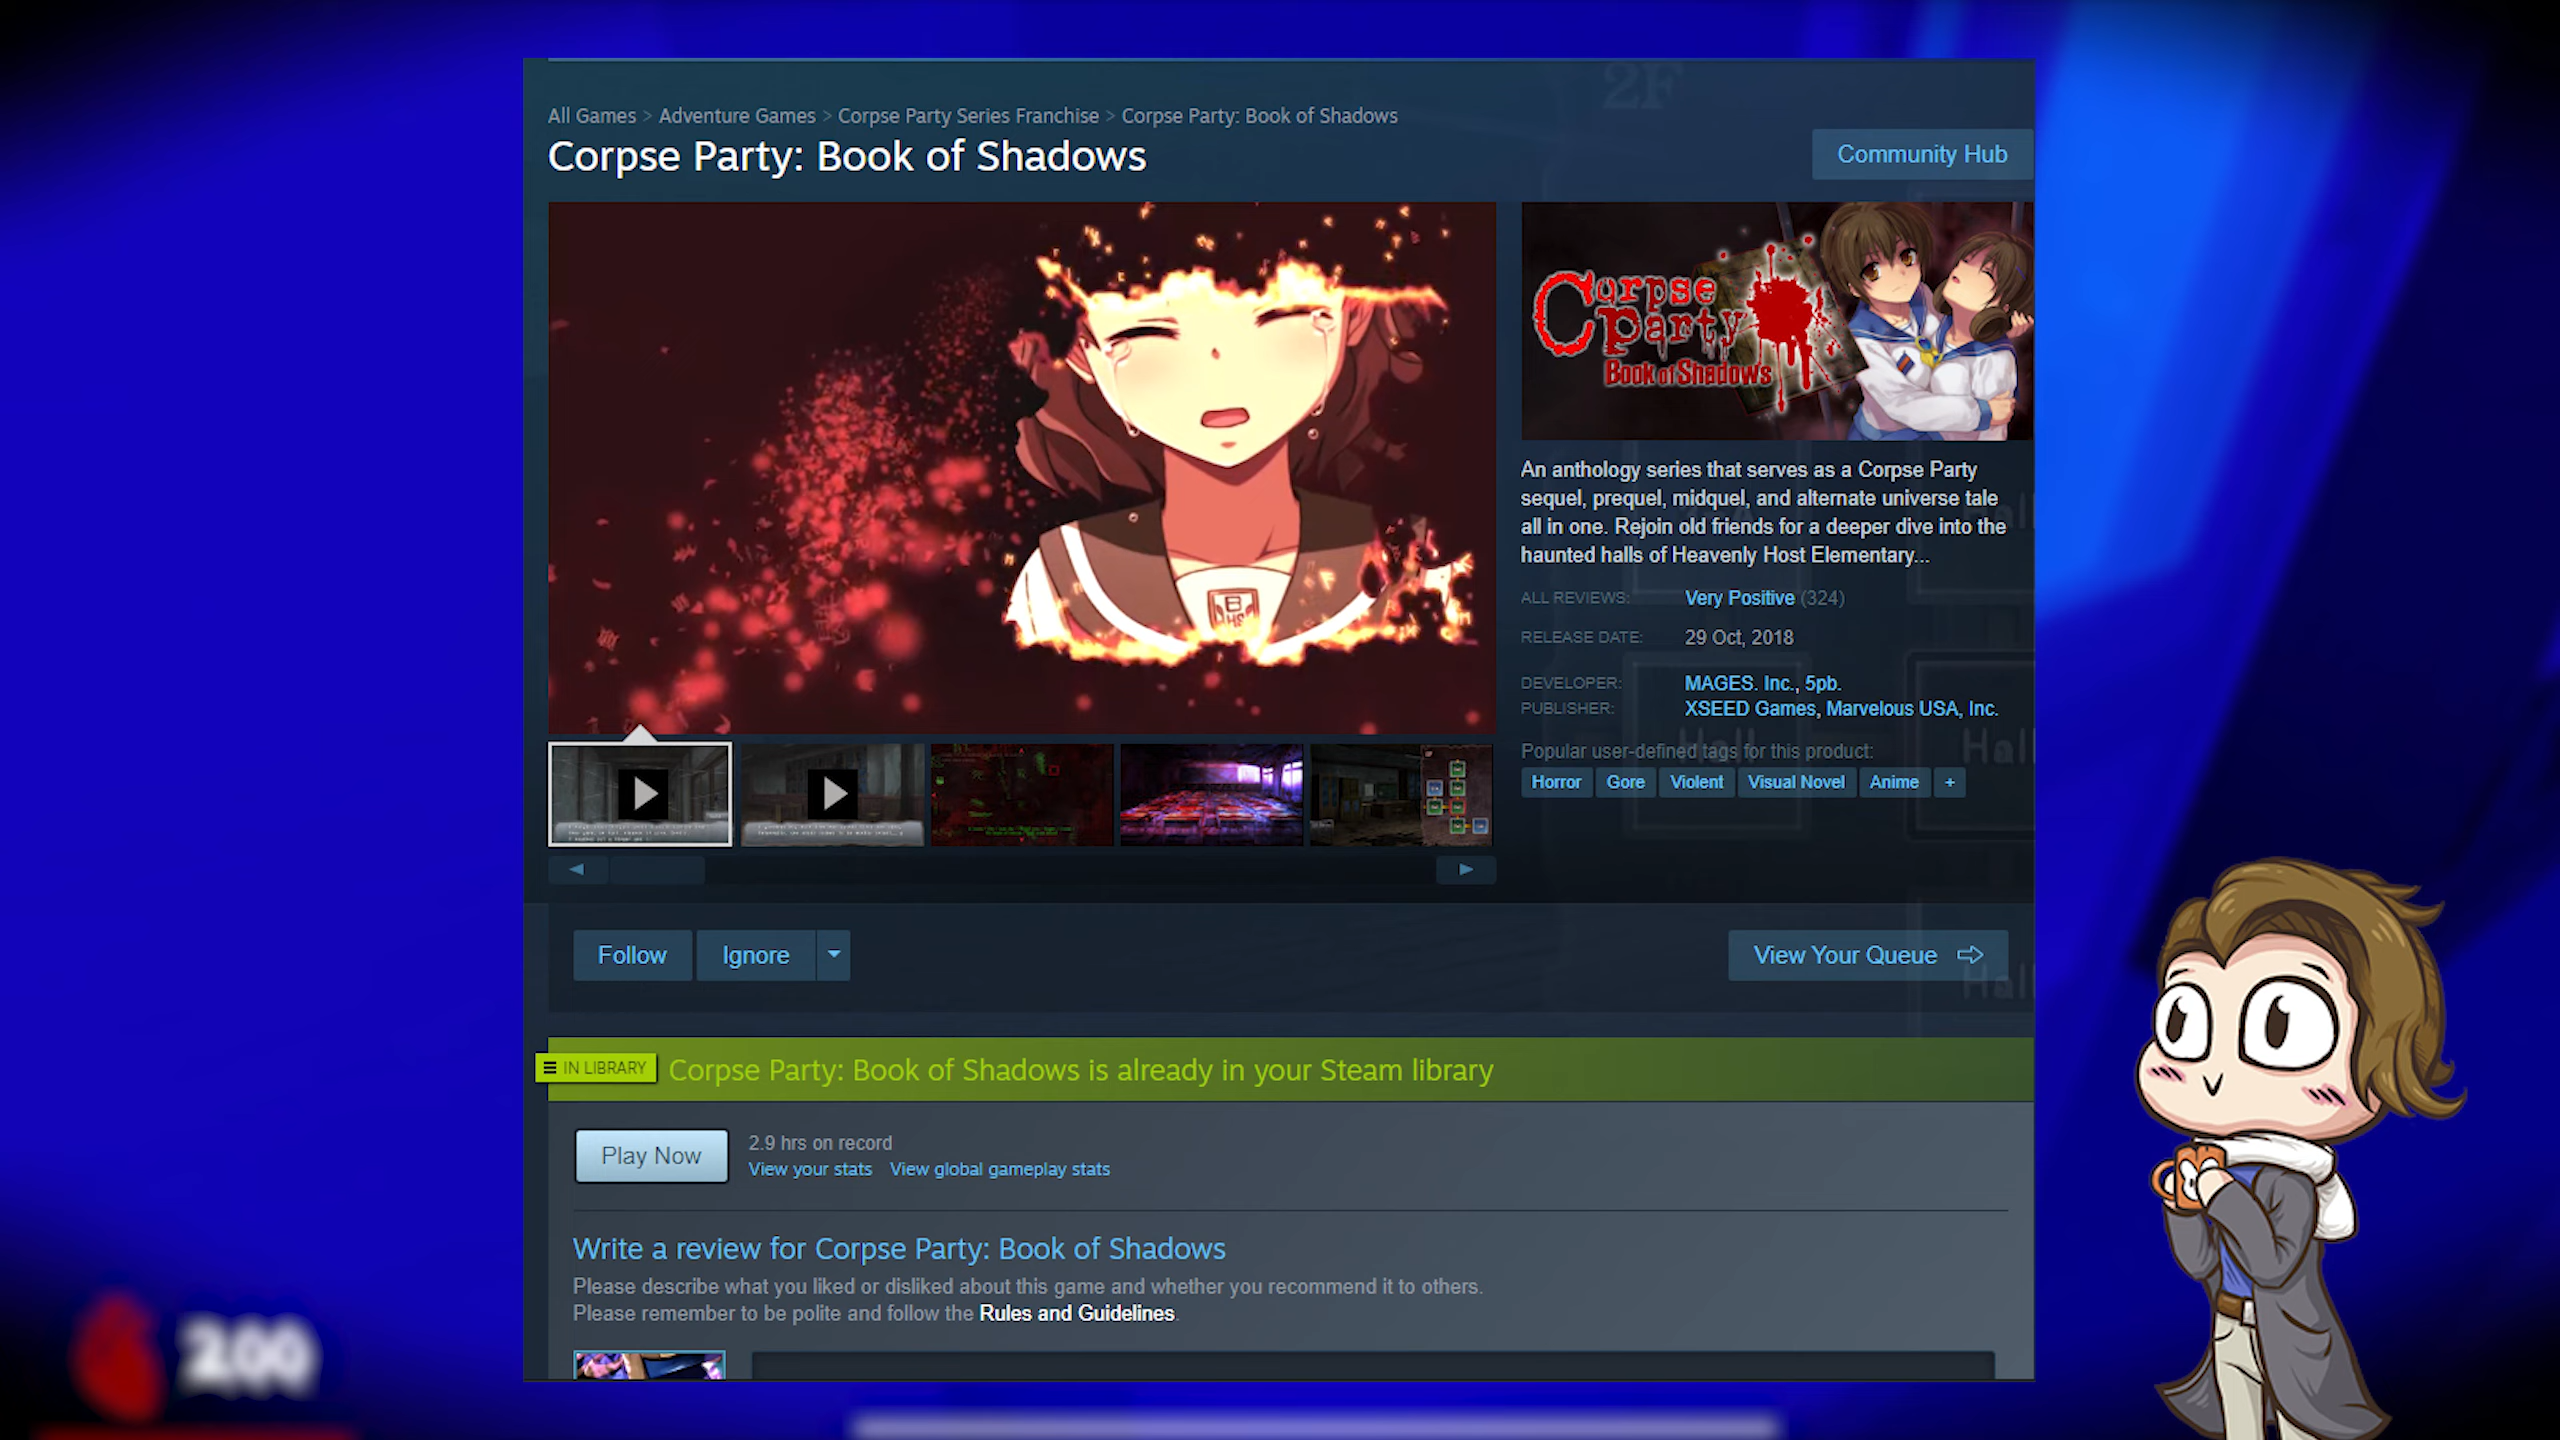 2F
All Games > Adventure Games > Corpse Party Series Franchise > Corpse Party: Book of Shadows
Corpse Party: Book of Shadows
Community Hub
Corpse
Party
Book of Shadows
An anthology series that serves as a Corpse Party
sequel, prequel, midquel, and alternate universe tale
all in one. Rejoin old friends for a deeper dive into the
haunted halls of Heavenly Host Elementary...
ALL REVIEWS: Very Positive (324)
RELEASE DATE: 29 Oct, 2018
DEVELOPER: MAGES. Inc., 5pb.
PUBLISHER: XSEED Games, Marvelous USA, Inc.
Hall
Hall
Popular user-defined tags for this product:
Horror Gore Violent Visual Novel Anime +
Follow Ignore View Your Queue
IN LIBRARY Corpse Party: Book of Shadows is already in your Steam library
Play Now 2.9 hrs on record
View your stats View global gameplay stats
Write a review for Corpse Party: Book of Shadows
Please describe what you liked or disliked about this game and whether you recommend it to others.
Please remember to be polite and follow the Rules and Guidelines.
200